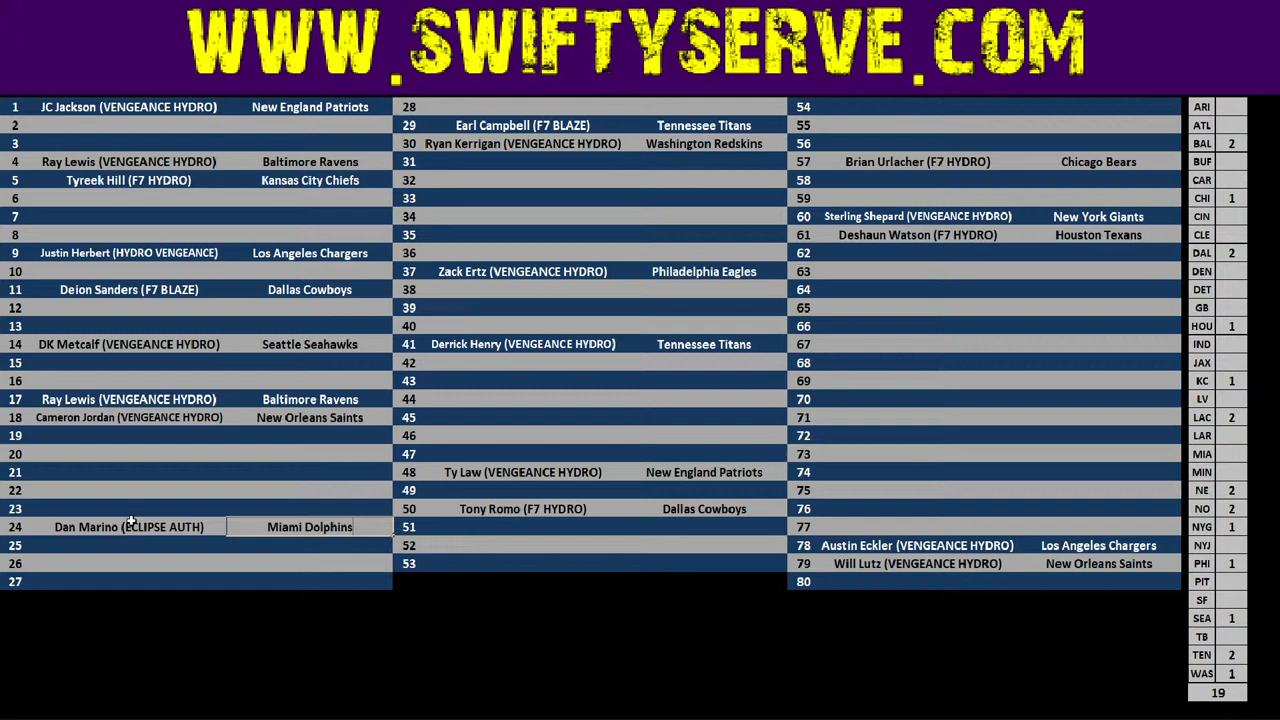 WWW.SWIFTYSERVE.COM
1 JC Jackson (VENGEANCE HYDRO) New England Patriots
2
3
4 Ray Lewis (VENGEANCE HYDRO) Baltimore Ravens
5 Tyreek Hill (F7 HYDRO) Kansas City Chiefs
6
7
8
9 Justin Herbert (HYDRO VENGEANCE) Los Angeles Chargers
10
11 Deion Sanders (F7 BLAZE) Dallas Cowboys
12
13
14 DK Metcalf (VENGEANCE HYDRO) Seattle Seahawks
15
16
17 Ray Lewis (VENGEANCE HYDRO) Baltimore Ravens
18 Cameron Jordan (VENGEANCE HYDRO) New Orleans Saints
19
20
21
22
23
24 Dan Marino (ECLIPSE AUTH) Miami Dolphins
25
26
27
28
29 Earl Campbell (F7 BLAZE) Tennessee Titans
30 Ryan Kerrigan (VENGEANCE HYDRO) Washington Redskins
31
32
33
34
35
36
37 Zack Ertz (VENGEANCE HYDRO) Philadelphia Eagles
38
39
40
41 Derrick Henry (VENGEANCE HYDRO) Tennessee Titans
42
43
44
45
46
47
48 Ty Law (VENGEANCE HYDRO) New England Patriots
49
50 Tony Romo (F7 HYDRO) Dallas Cowboys
51
52
53
54
55
56
57 Brian Urlacher (F7 HYDRO) Chicago Bears
58
59
60 Sterling Shepard (VENGEANCE HYDRO) New York Giants
61 Deshaun Watson (F7 HYDRO) Houston Texans
62
63
64
65
66
67
68
69
70
71
72
73
74
75
76
77
78 Austin Eckler (VENGEANCE HYDRO) Los Angeles Chargers
79 Will Lutz (VENGEANCE HYDRO) New Orleans Saints
80
ARI
ATL
BAL 2
BUF
CAR
CHI 1
CIN
CLE
DAL 2
DEN
DET
GB
HOU 1
IND
JAX
KC 1
LV
LAC 2
LAR
MIA
MIN
NE 2
NO 2
NYG 1
NYJ
PHI 1
PIT
SF
SEA 1
TB
TEN 2
WAS 1
19